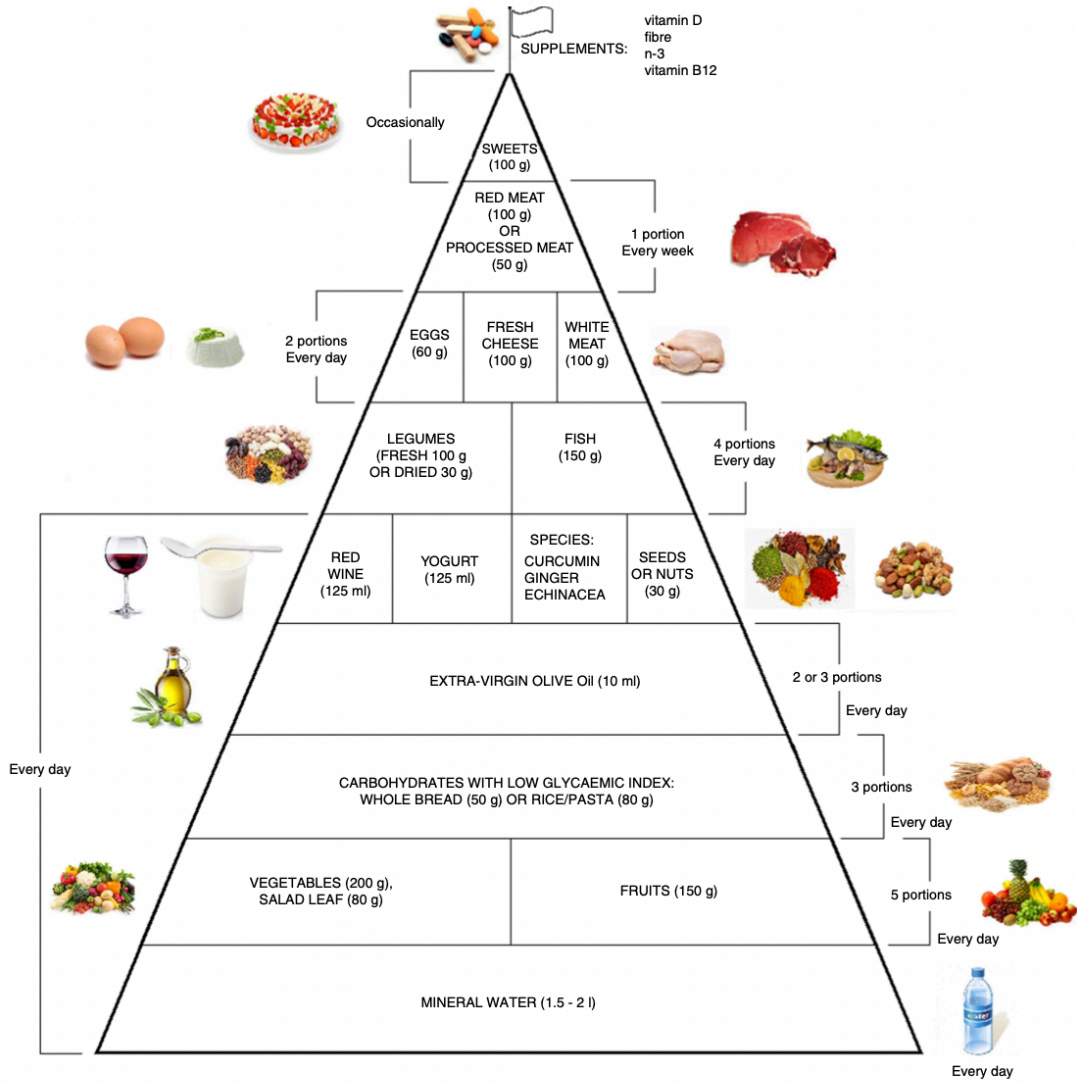 vitamin D
fibre
SUPPLEMENTS:
n-3
vitamin B12
Occasionally
SWEETS
(100 g)
RED MEAT
(100 g)
OR
PROCESSED MEAT
(50 g)
1 portion
Every week
2 portions
Every day
EGGS
(60 g)
FRESH
CHEESE
(100 g)
WHITE
MEAT
(100 g)
LEGUMES
(FRESH 100 g
OR DRIED 30 g)
FISH
(150 g)
4 portions
Every day
RED
WINE
(125 ml)
YOGURT
(125 ml)
SPECIES:
CURCUMIN
GINGER
ECHINACEA
SEEDS
OR NUTS
(30 g)
EXTRA-VIRGIN OLIVE Oil (10 ml)
2 or 3 portions
Every day
Every day
CARBOHYDRATES WITH LOW GLYCAEMIC INDEX:
WHOLE BREAD (50 g) OR RICE/PASTA (80 g)
3 portions
Every day
VEGETABLES (200 g),
SALAD LEAF (80 g)
FRUITS (150 g)
5 portions
Every day
MINERAL WATER (1.5 - 2 l)
water
Every day